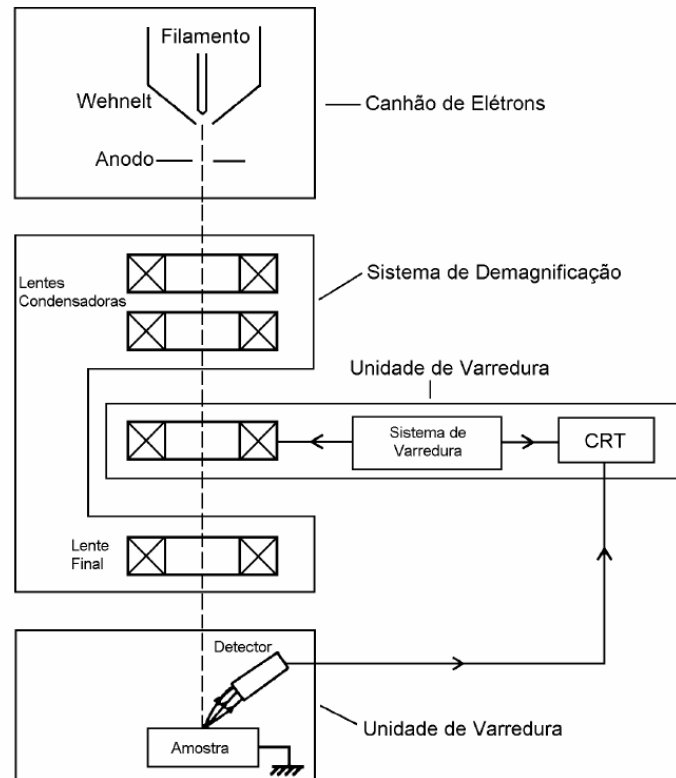 Filamento
Wehnelt
Canhão de Elétrons
Anodo
Lentes
Condensadoras
Sistema de Demagnificação
Unidade de Varredura
Sistema de
Varredura
CRT
Lente
Final
Detector
Amostra
Unidade de Varredura